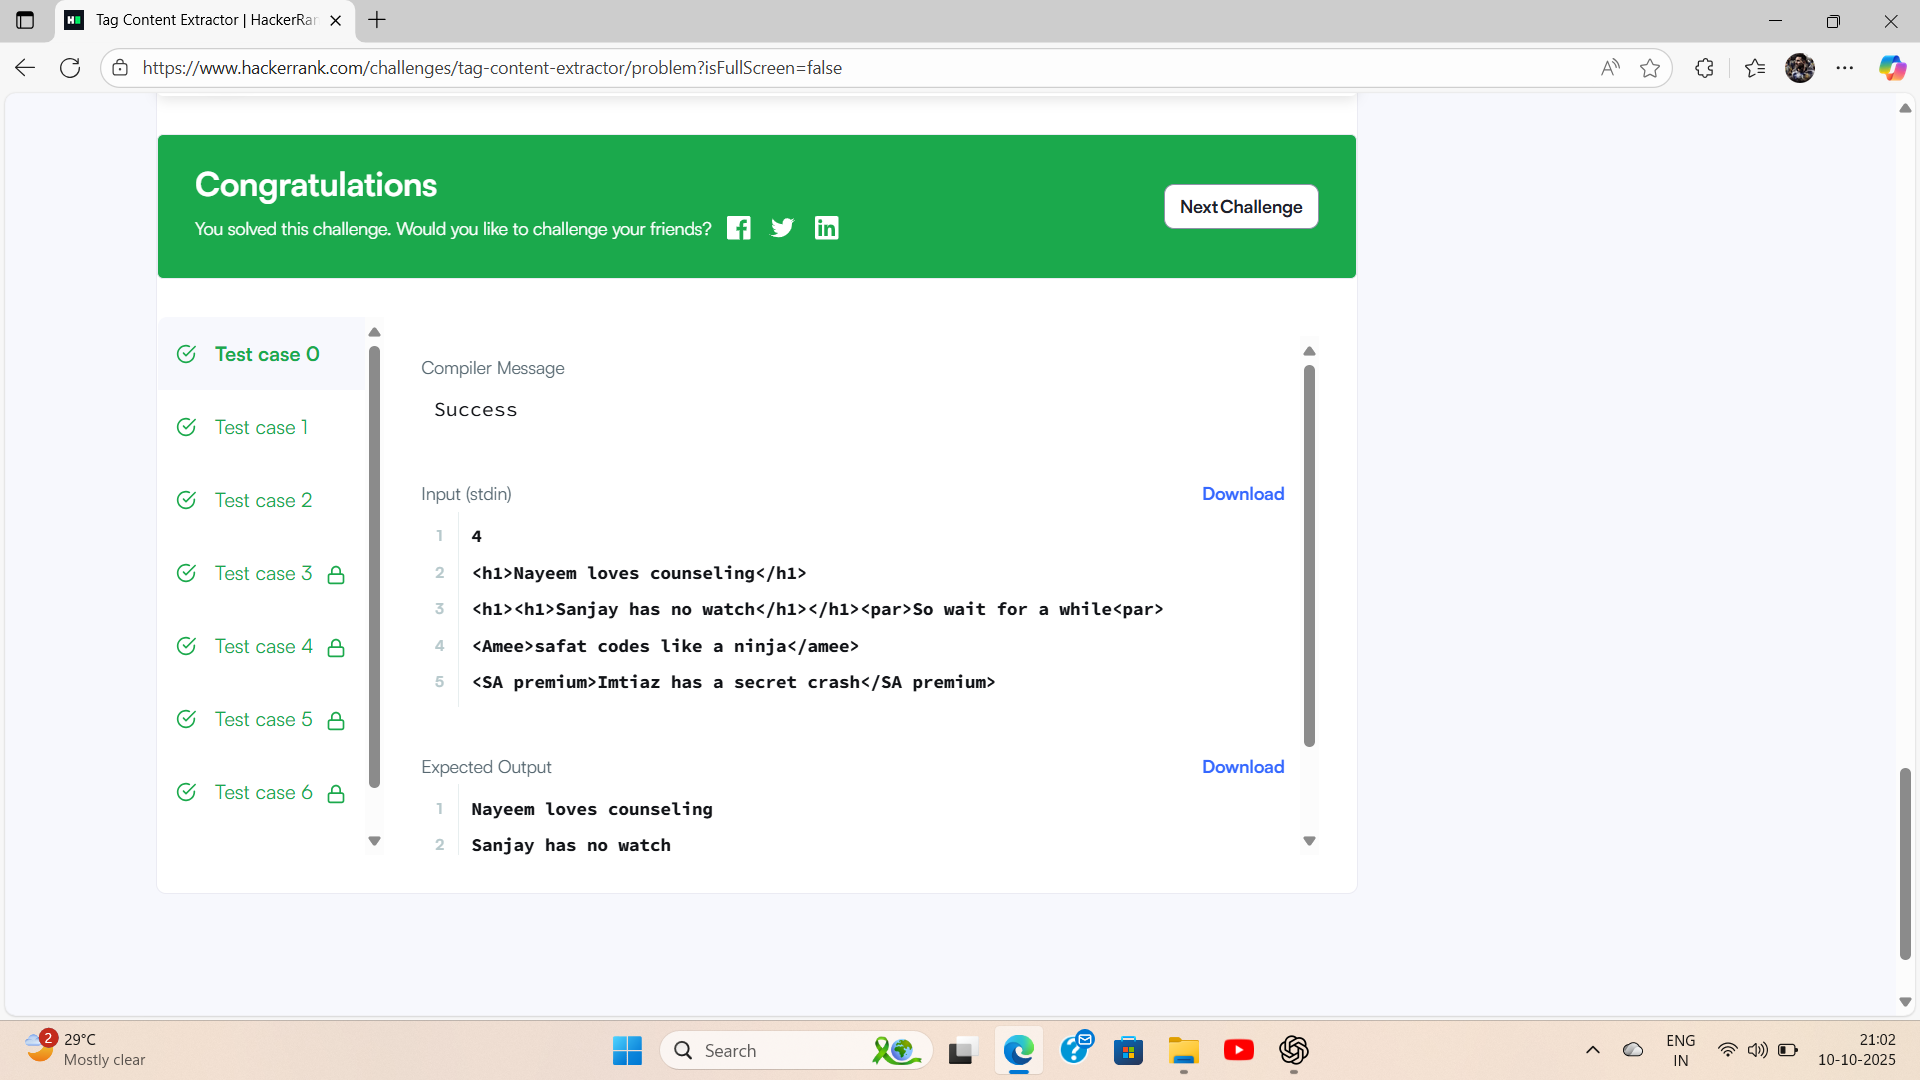 Tag Content Extractor | HackerRar
https://www.hackerrank.com/challenges/tag-content-extractor/problem?isFullScreen=false
Congratulations
You solved this challenge. Would you like to challenge your friends?
Next Challenge
Test case 0
Test case 1
Test case 2
Test case 3
Test case 4
Test case 5
Test case 6
Compiler Message
Success
Input (stdin)
Download
1 4
2 <h1>Nayeem loves counseling</h1>
3 <h1><h1>Sanjay has no watch</h1></h1><par>So wait for a while<par>
4 <Amee>safat codes like a ninja</amee>
5 <SA premium>Imtiaz has a secret crash</SA premium>
Expected Output
Download
1 Nayeem loves counseling
2 Sanjay has no watch
2
29°C
Mostly clear
Search
ENG
IN
21:02
10-10-2025